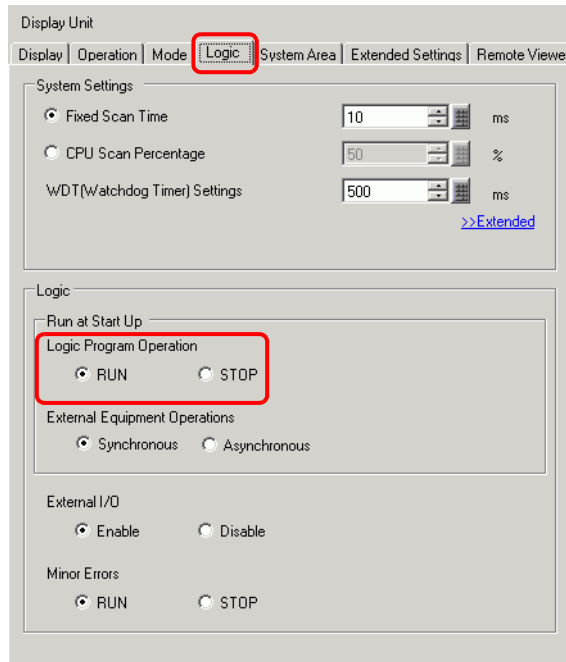 Display Unit
Display Operation Mode Logic System Area Extended Settings Remote Viewe
System Settings
Fixed Scan Time 10 ms
CPU Scan Percentage 50 %
WDT(Watchdog Timer) Settings 500 ms
>>Extended
Logic
Run at Start Up
Logic Program Operation
RUN STOP
External Equipment Operations
Synchronous Asynchronous
External I/O
Enable Disable
Minor Errors
RUN STOP